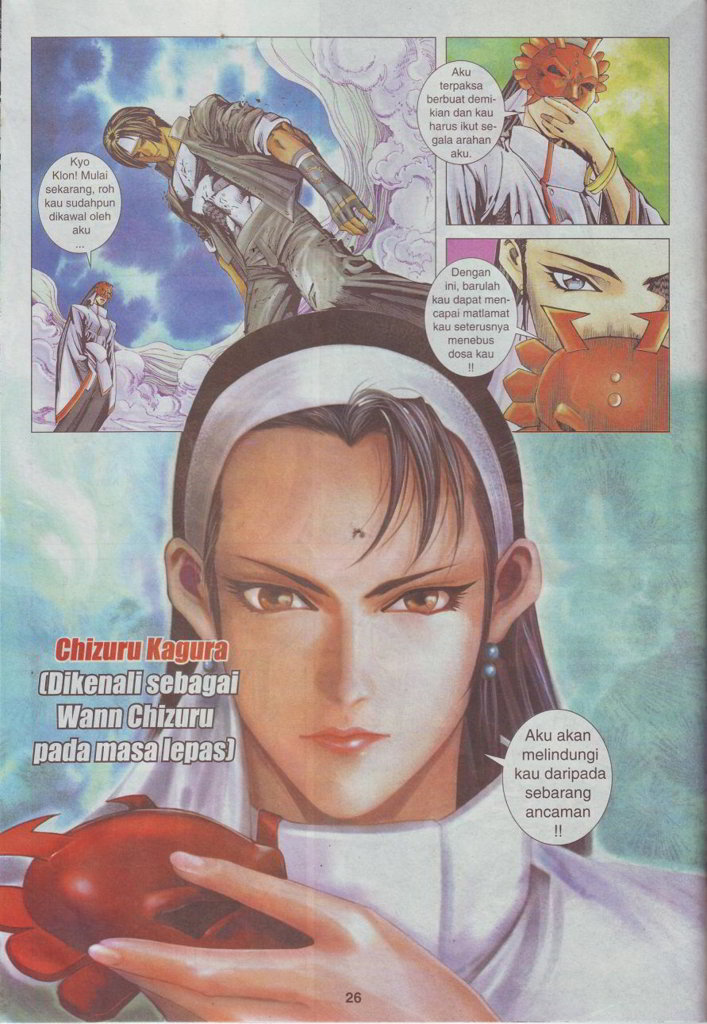 Kyo
Klon! Mulai
sekarang, roh
kau sudahpun
dikawal oleh
aku
...
Aku
terpaksa
berbuat demi-
kian dan kau
harus ikut se-
gala arahan
aku.
Dengan
ini, barulah
kau dapat men-
capai matlamat
kau seterusnya
menebus
dosa kau
!!
Chizuru Kagura
(Dikenali sebagai
Wann Chizuru
pada masa lepas)
Aku akan
melindungi
kau daripada
sebarang
ancaman
!!
26